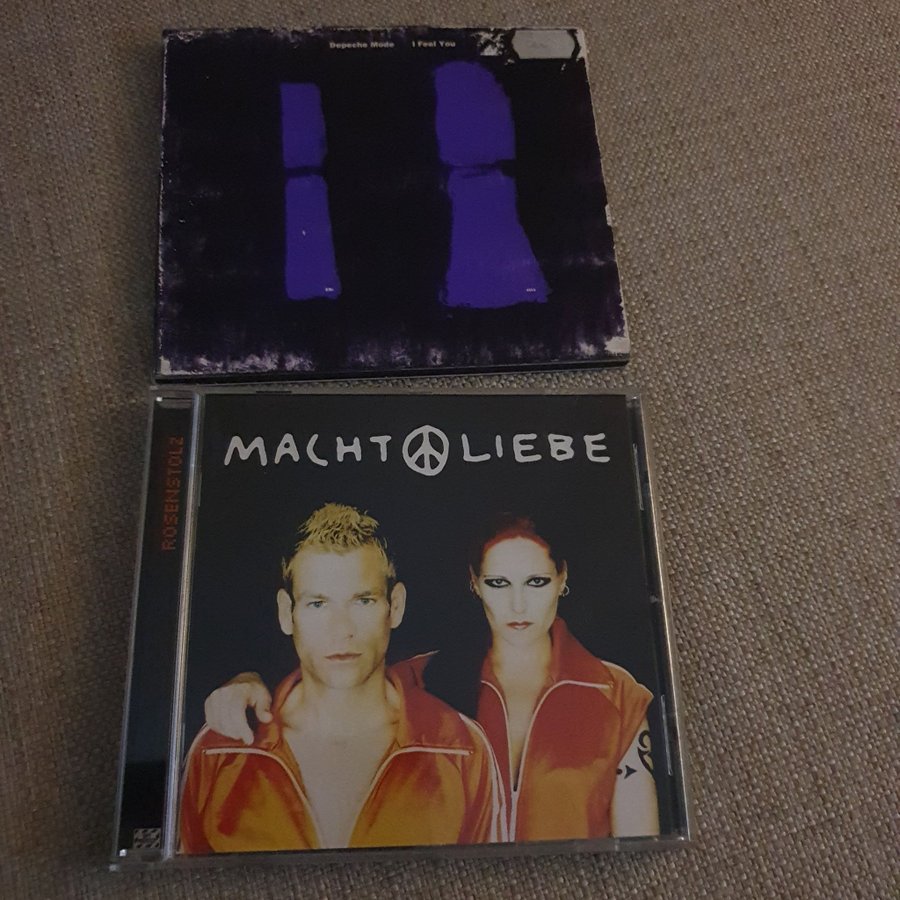 Depeche Mode I Feel You
MACHT LIEBE
ROSENSTOLZ